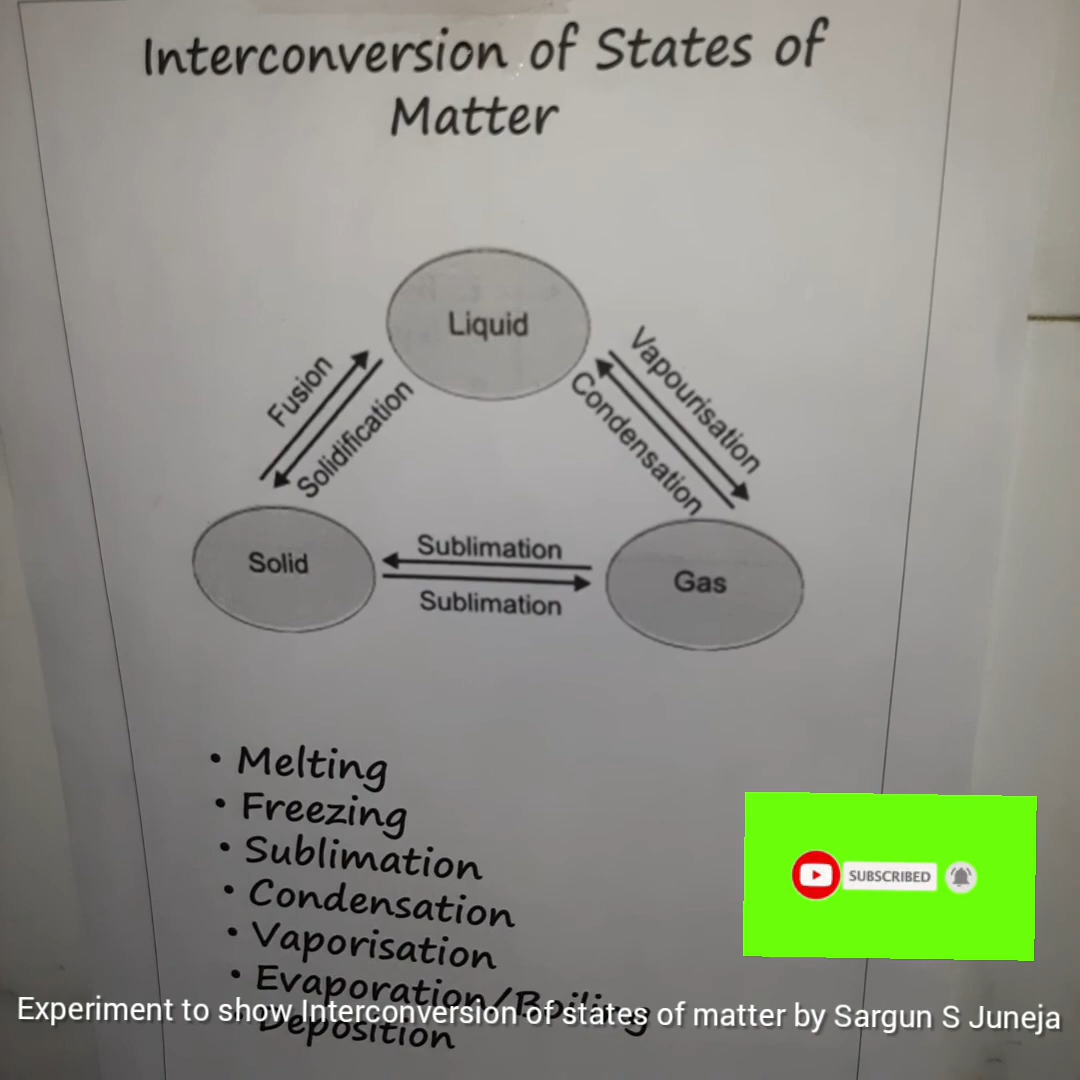 Interconversion of States of
Matter
Liquid
Fusion
Solidification
Vapourisation
Condensation
Solid
Sublimation
Sublimation
Gas
• Melting
• Freezing
• Sublimation
• Condensation
• Vaporisation
• Evaporation/Boiling
Deposition
SUBSCRIBED
Experiment to show Interconversion of states of matter by Sargun S Juneja